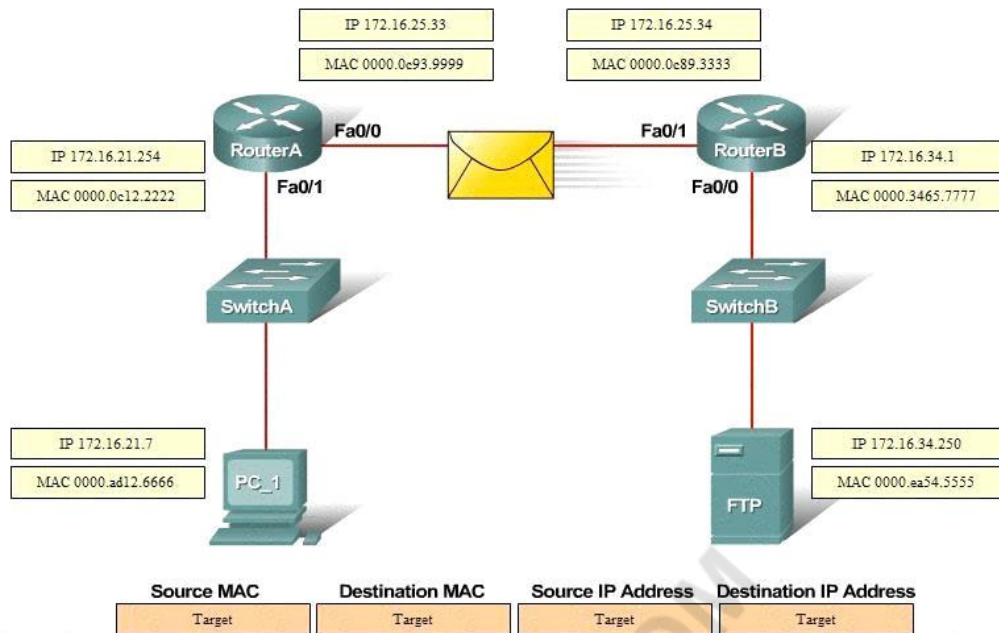 IP 172.16.25.33
IP 172.16.25.34
MAC 0000.0c93.9999
MAC 0000.0c89.3333
Fa0/0
Fa0/1
RouterA
RouterB
IP 172.16.21.254
IP 172.16.34.1
MAC 0000.0c12.2222
MAC 0000.3465.7777
Fa0/1
Fa0/0
SwitchA
SwitchB
IP 172.16.21.7
IP 172.16.34.250
MAC 0000.ad12.6666
MAC 0000.ea54.5555
PC_1
FTP
Source MAC Destination MAC Source IP Address Destination IP Address
Target Target Target Target